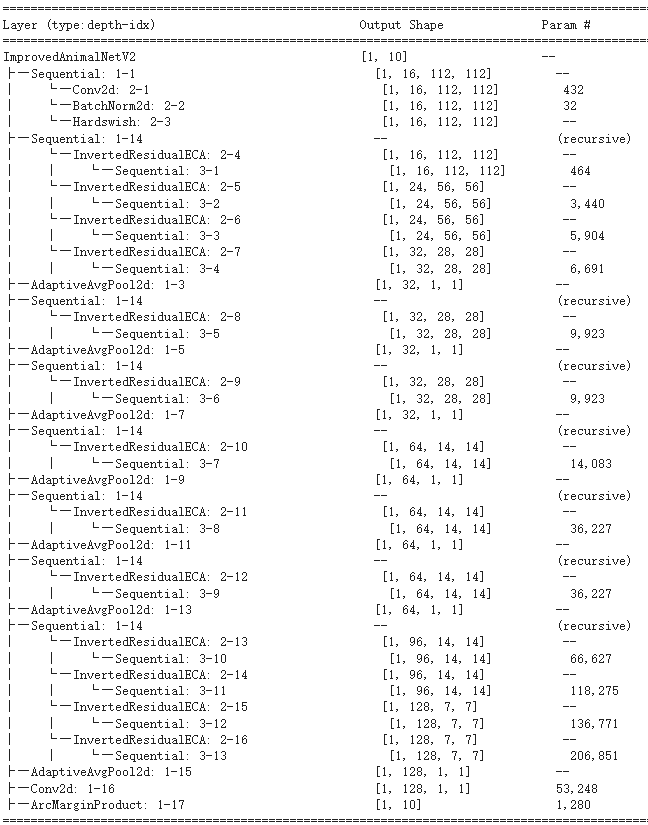 Layer (type:depth-idx) Output Shape Param #
ImprovedAnimalNetV2 [1, 10] --
├─Sequential: 1-1 [1, 16, 112, 112] --
│ └─Conv2d: 2-1 [1, 16, 112, 112] 432
│ └─BatchNorm2d: 2-2 [1, 16, 112, 112] 32
│ └─Hardswish: 2-3 [1, 16, 112, 112] --
├─Sequential: 1-14 -- (recursive)
│ └─InvertedResidualECA: 2-4 [1, 16, 112, 112] --
│ │ └─Sequential: 3-1 [1, 16, 112, 112] 464
│ └─InvertedResidualECA: 2-5 [1, 24, 56, 56] --
│ │ └─Sequential: 3-2 [1, 24, 56, 56] 3,440
│ └─InvertedResidualECA: 2-6 [1, 24, 56, 56] --
│ │ └─Sequential: 3-3 [1, 24, 56, 56] 5,904
│ └─InvertedResidualECA: 2-7 [1, 32, 28, 28] --
│ │ └─Sequential: 3-4 [1, 32, 28, 28] 6,691
├─AdaptiveAvgPool2d: 1-3 [1, 32, 1, 1] --
├─Sequential: 1-14 -- (recursive)
│ └─InvertedResidualECA: 2-8 [1, 32, 28, 28] --
│ │ └─Sequential: 3-5 [1, 32, 28, 28] 9,923
├─AdaptiveAvgPool2d: 1-5 [1, 32, 1, 1] --
├─Sequential: 1-14 -- (recursive)
│ └─InvertedResidualECA: 2-9 [1, 32, 28, 28] --
│ │ └─Sequential: 3-6 [1, 32, 28, 28] 9,923
├─AdaptiveAvgPool2d: 1-7 [1, 32, 1, 1] --
├─Sequential: 1-14 -- (recursive)
│ └─InvertedResidualECA: 2-10 [1, 64, 14, 14] --
│ │ └─Sequential: 3-7 [1, 64, 14, 14] 14,083
├─AdaptiveAvgPool2d: 1-9 [1, 64, 1, 1] --
├─Sequential: 1-14 -- (recursive)
│ └─InvertedResidualECA: 2-11 [1, 64, 14, 14] --
│ │ └─Sequential: 3-8 [1, 64, 14, 14] 36,227
├─AdaptiveAvgPool2d: 1-11 [1, 64, 1, 1] --
├─Sequential: 1-14 -- (recursive)
│ └─InvertedResidualECA: 2-12 [1, 64, 14, 14] --
│ │ └─Sequential: 3-9 [1, 64, 14, 14] 36,227
├─AdaptiveAvgPool2d: 1-13 [1, 64, 1, 1] --
├─Sequential: 1-14 -- (recursive)
│ └─InvertedResidualECA: 2-13 [1, 96, 14, 14] --
│ │ └─Sequential: 3-10 [1, 96, 14, 14] 66,627
│ └─InvertedResidualECA: 2-14 [1, 96, 14, 14] --
│ │ └─Sequential: 3-11 [1, 96, 14, 14] 118,275
│ └─InvertedResidualECA: 2-15 [1, 128, 7, 7] --
│ │ └─Sequential: 3-12 [1, 128, 7, 7] 136,771
│ └─InvertedResidualECA: 2-16 [1, 128, 7, 7] --
│ │ └─Sequential: 3-13 [1, 128, 7, 7] 206,851
├─AdaptiveAvgPool2d: 1-15 [1, 128, 1, 1] --
├─Conv2d: 1-16 [1, 128, 1, 1] 53,248
├─ArcMarginProduct: 1-17 [1, 10] 1,280